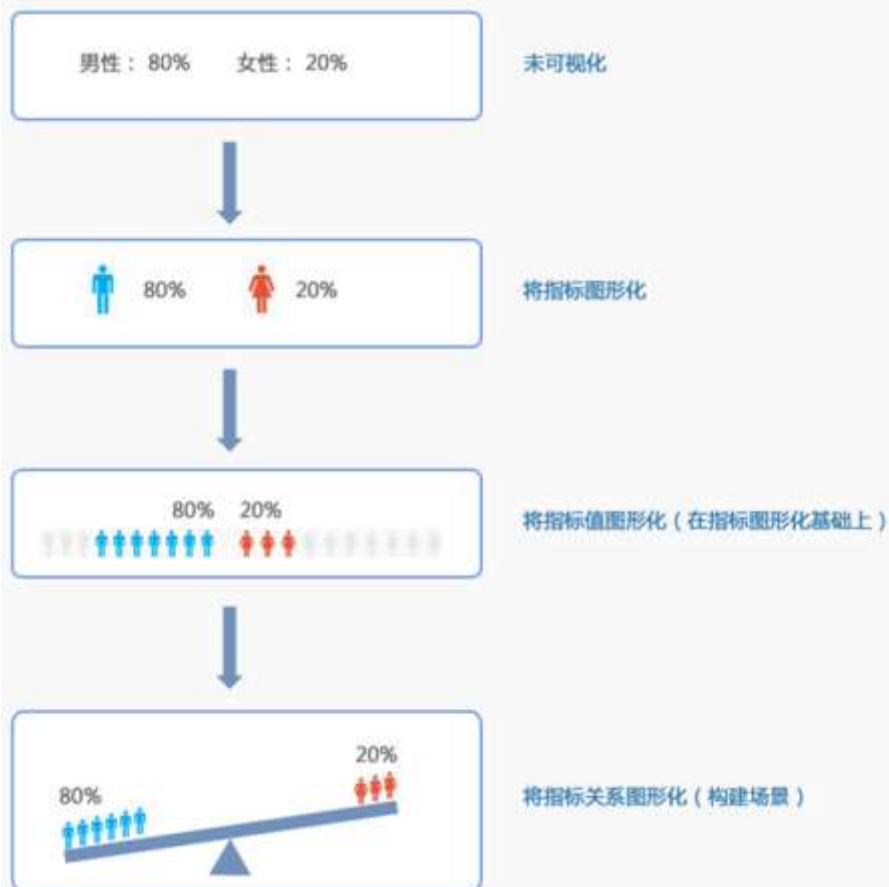 男性： 80% 女性： 20%
未可视化
80% 20%
将指标图形化
80% 20%
将指标值图形化（在指标图形化基础上）
20%
80%
将指标关系图形化（构建场景）